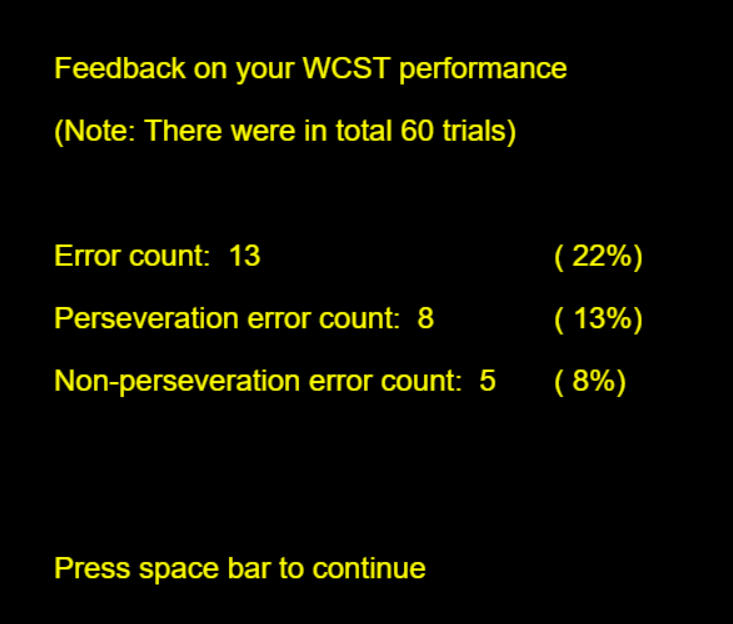 Feedback on your WCST performance
(Note: There were in total 60 trials)
Error count: 13 ( 22%)
Perseveration error count: 8 ( 13%)
Non-perseveration error count: 5 ( 8%)
Press space bar to continue